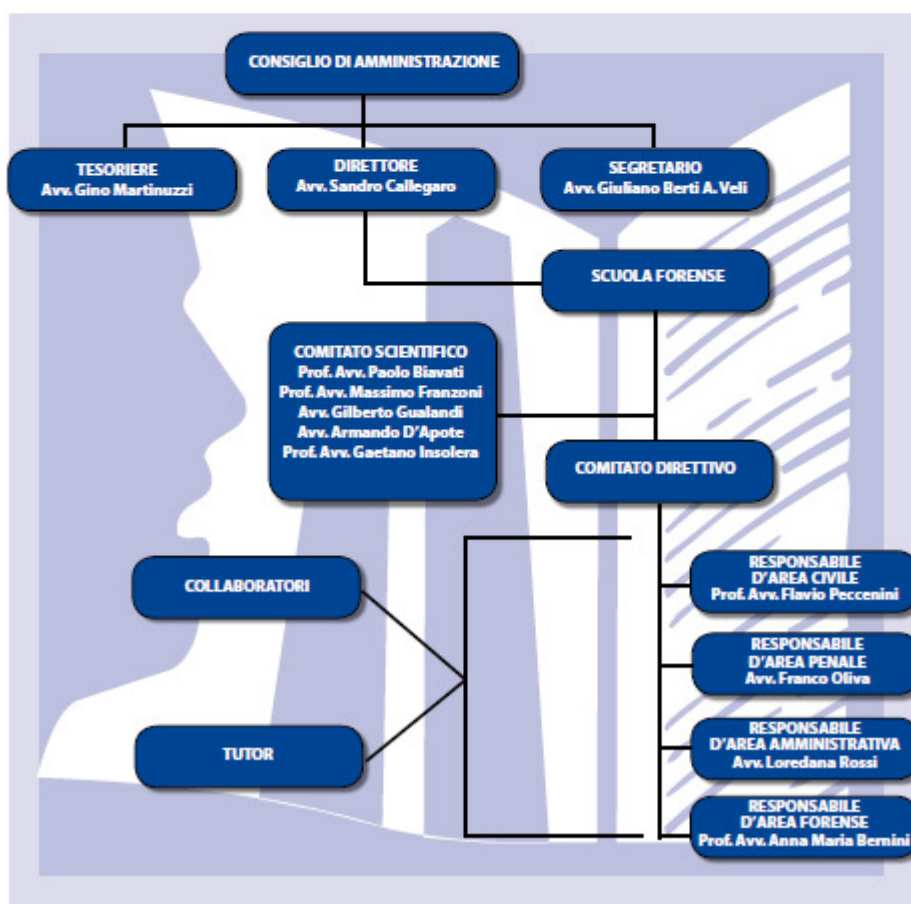 CONSIGLIO DI AMMINISTRAZIONE
TESORIERE
Avv. Gino Martinuzzi
DIRETTORE
Avv. Sandro Callegaro
SEGRETARIO
Avv. Giuliano Berti A. Veli
SCUOLA FORENSE
COMITATO SCIENTIFICO
Prof. Avv. Paolo Biavati
Prof. Avv. Massimo Franzoni
Avv. Gilberto Gualandi
Avv. Armando D'Apote
Prof. Avv. Gaetano Insolera
COMITATO DIRETTIVO
COLLABORATORI
TUTOR
RESPONSABILE
D'AREA CIVILE
Prof. Avv. Flavio Peccenini
RESPONSABILE
D'AREA PENALE
Avv. Franco Oliva
RESPONSABILE
D'AREA AMMINISTRATIVA
Avv. Loredana Rossi
RESPONSABILE
D'AREA FORENSE
Prof. Avv. Anna Maria Bernini